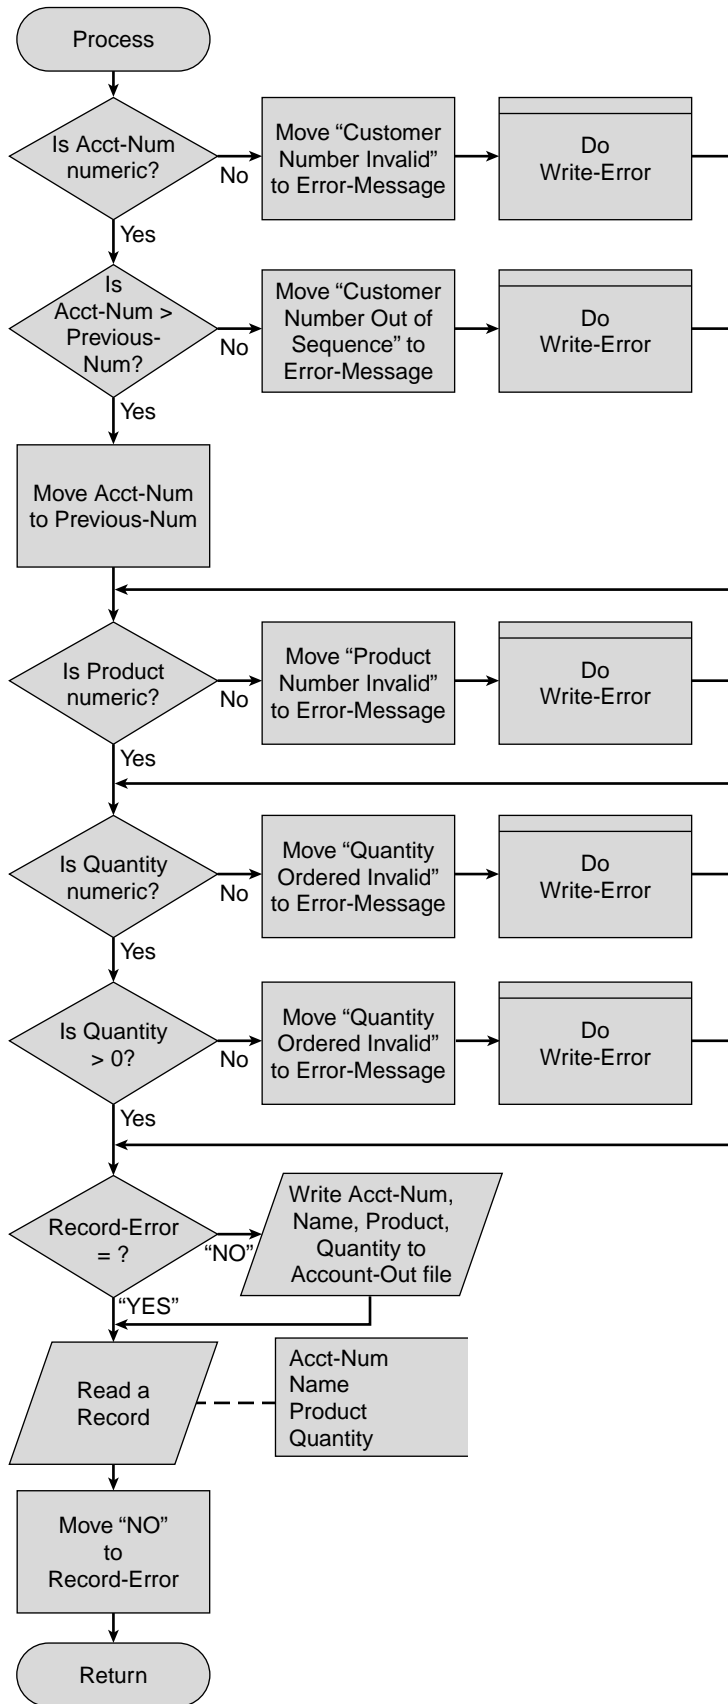 Process
Is Acct-Num
numeric?
No
Move “Customer
Number Invalid”
to Error-Message
Do
Write-Error
Yes
Is
Acct-Num >
Previous-
Num?
No
Move “Customer
Number Out of
Sequence” to
Error-Message
Do
Write-Error
Yes
Move Acct-Num
to Previous-Num
Is Product
numeric?
No
Move “Product
Number Invalid”
to Error-Message
Do
Write-Error
Yes
Is Quantity
numeric?
No
Move “Quantity
Ordered Invalid”
to Error-Message
Do
Write-Error
Yes
Is Quantity
> 0?
No
Move “Quantity
Ordered Invalid”
to Error-Message
Do
Write-Error
Yes
Record-Error
= ?
“NO”
Write Acct-Num,
Name, Product,
Quantity to
Account-Out file
“YES”
Read a
Record
Acct-Num
Name
Product
Quantity
Move “NO”
to
Record-Error
Return